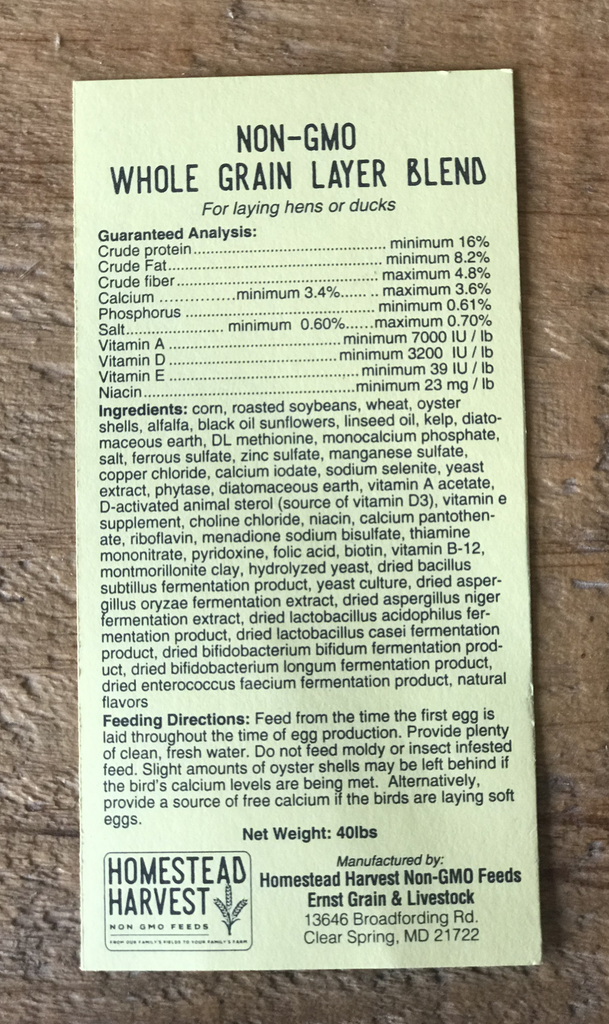 NON-GMO
WHOLE GRAIN LAYER BLEND
For laying hens or ducks
Guaranteed Analysis:
Crude protein........................................ minimum 16%
Crude Fat............................................. minimum 8.2%
Crude fiber........................................... maximum 4.8%
Calcium ..............minimum 3.4%...... .. maximum 3.6%
Phosphorus ........................................ minimum 0.61%
Salt..................... minimum 0.60%......maximum 0.70%
Vitamin A .....................................minimum 7000 IU / lb
Vitamin D ....................................minimum 3200 IU / lb
Vitamin E ........................................minimum 39 IU / lb
Niacin.............................................minimum 23 mg / lb
Ingredients: corn, roasted soybeans, wheat, oyster
shells, alfalfa, black oil sunflowers, linseed oil, kelp, diato-
maceous earth, DL methionine, monocalcium phosphate,
salt, ferrous sulfate, zinc sulfate, manganese sulfate,
copper chloride, calcium iodate, sodium selenite, yeast
extract, phytase, diatomaceous earth, vitamin A acetate,
D-activated animal sterol (source of vitamin D3), vitamin e
supplement, choline chloride, niacin, calcium pantothen-
ate, riboflavin, menadione sodium bisulfate, thiamine
mononitrate, pyridoxine, folic acid, biotin, vitamin B-12,
montmorillonite clay, hydrolyzed yeast, dried bacillus
subtillus fermentation product, yeast culture, dried asper-
gillus oryzae fermentation extract, dried aspergillus niger
fermentation extract, dried lactobacillus acidophilus fer-
mentation product, dried lactobacillus casei fermentation
product, dried bifidobacterium bifidum fermentation prod-
uct, dried bifidobacterium longum fermentation product,
dried enterococcus faecium fermentation product, natural
flavors
Feeding Directions: Feed from the time the first egg is
laid throughout the time of egg production. Provide plenty
of clean, fresh water. Do not feed moldy or insect infested
feed. Slight amounts of oyster shells may be left behind if
the bird's calcium levels are being met. Alternatively,
provide a source of free calcium if the birds are laying soft
eggs.
Net Weight: 40lbs
HOMESTEAD
HARVEST
NON GMO FEEDS
FROM OUR FAMILY'S FIELDS TO YOUR FAMILY'S FARM
Manufactured by:
Homestead Harvest Non-GMO Feeds
Ernst Grain & Livestock
13646 Broadfording Rd.
Clear Spring, MD 21722